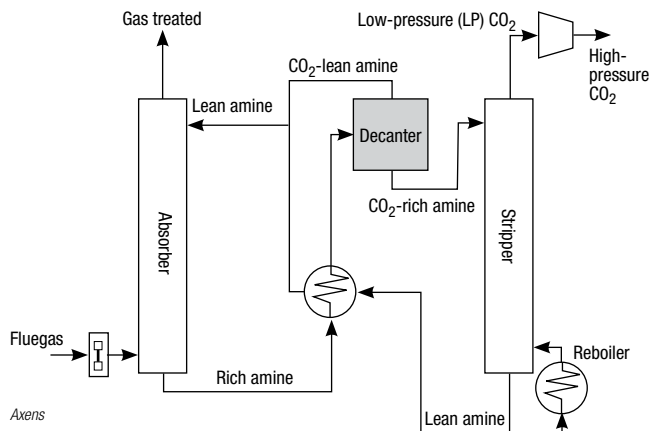 Gas treated
Low-pressure (LP) CO₂
High-
pressure
CO₂
CO₂-lean amine
Lean amine
Decanter
CO₂-rich amine
Absorber
Stripper
Fluegas
Rich amine
Reboiler
Lean amine
Axens